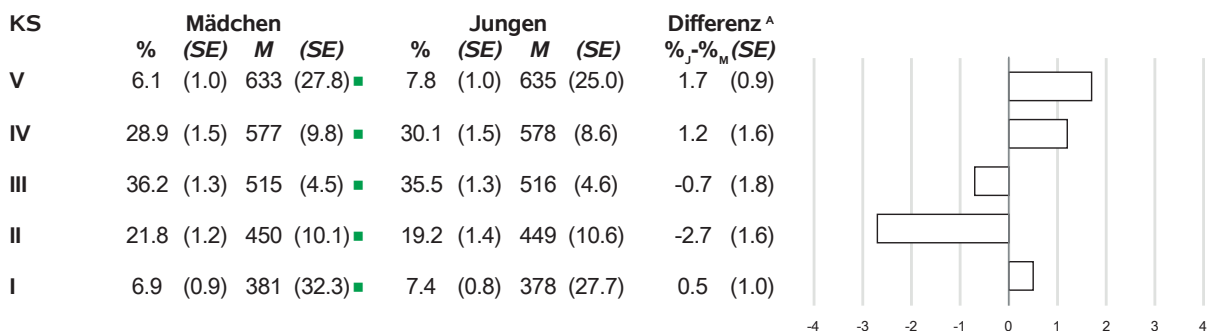 KS Mädchen Jungen Differenz A
% (SE) M (SE) % (SE) M (SE) %J-%M(SE)
V 6.1 (1.0) 633 (27.8) 7.8 (1.0) 635 (25.0) 1.7 (0.9)
IV 28.9 (1.5) 577 (9.8) 30.1 (1.5) 578 (8.6) 1.2 (1.6)
III 36.2 (1.3) 515 (4.5) 35.5 (1.3) 516 (4.6) -0.7 (1.8)
II 21.8 (1.2) 450 (10.1) 19.2 (1.4) 449 (10.6) -2.7 (1.6)
I 6.9 (0.9) 381 (32.3) 7.4 (0.8) 378 (27.7) 0.5 (1.0)
-4 -3 -2 -1 0 1 2 3 4